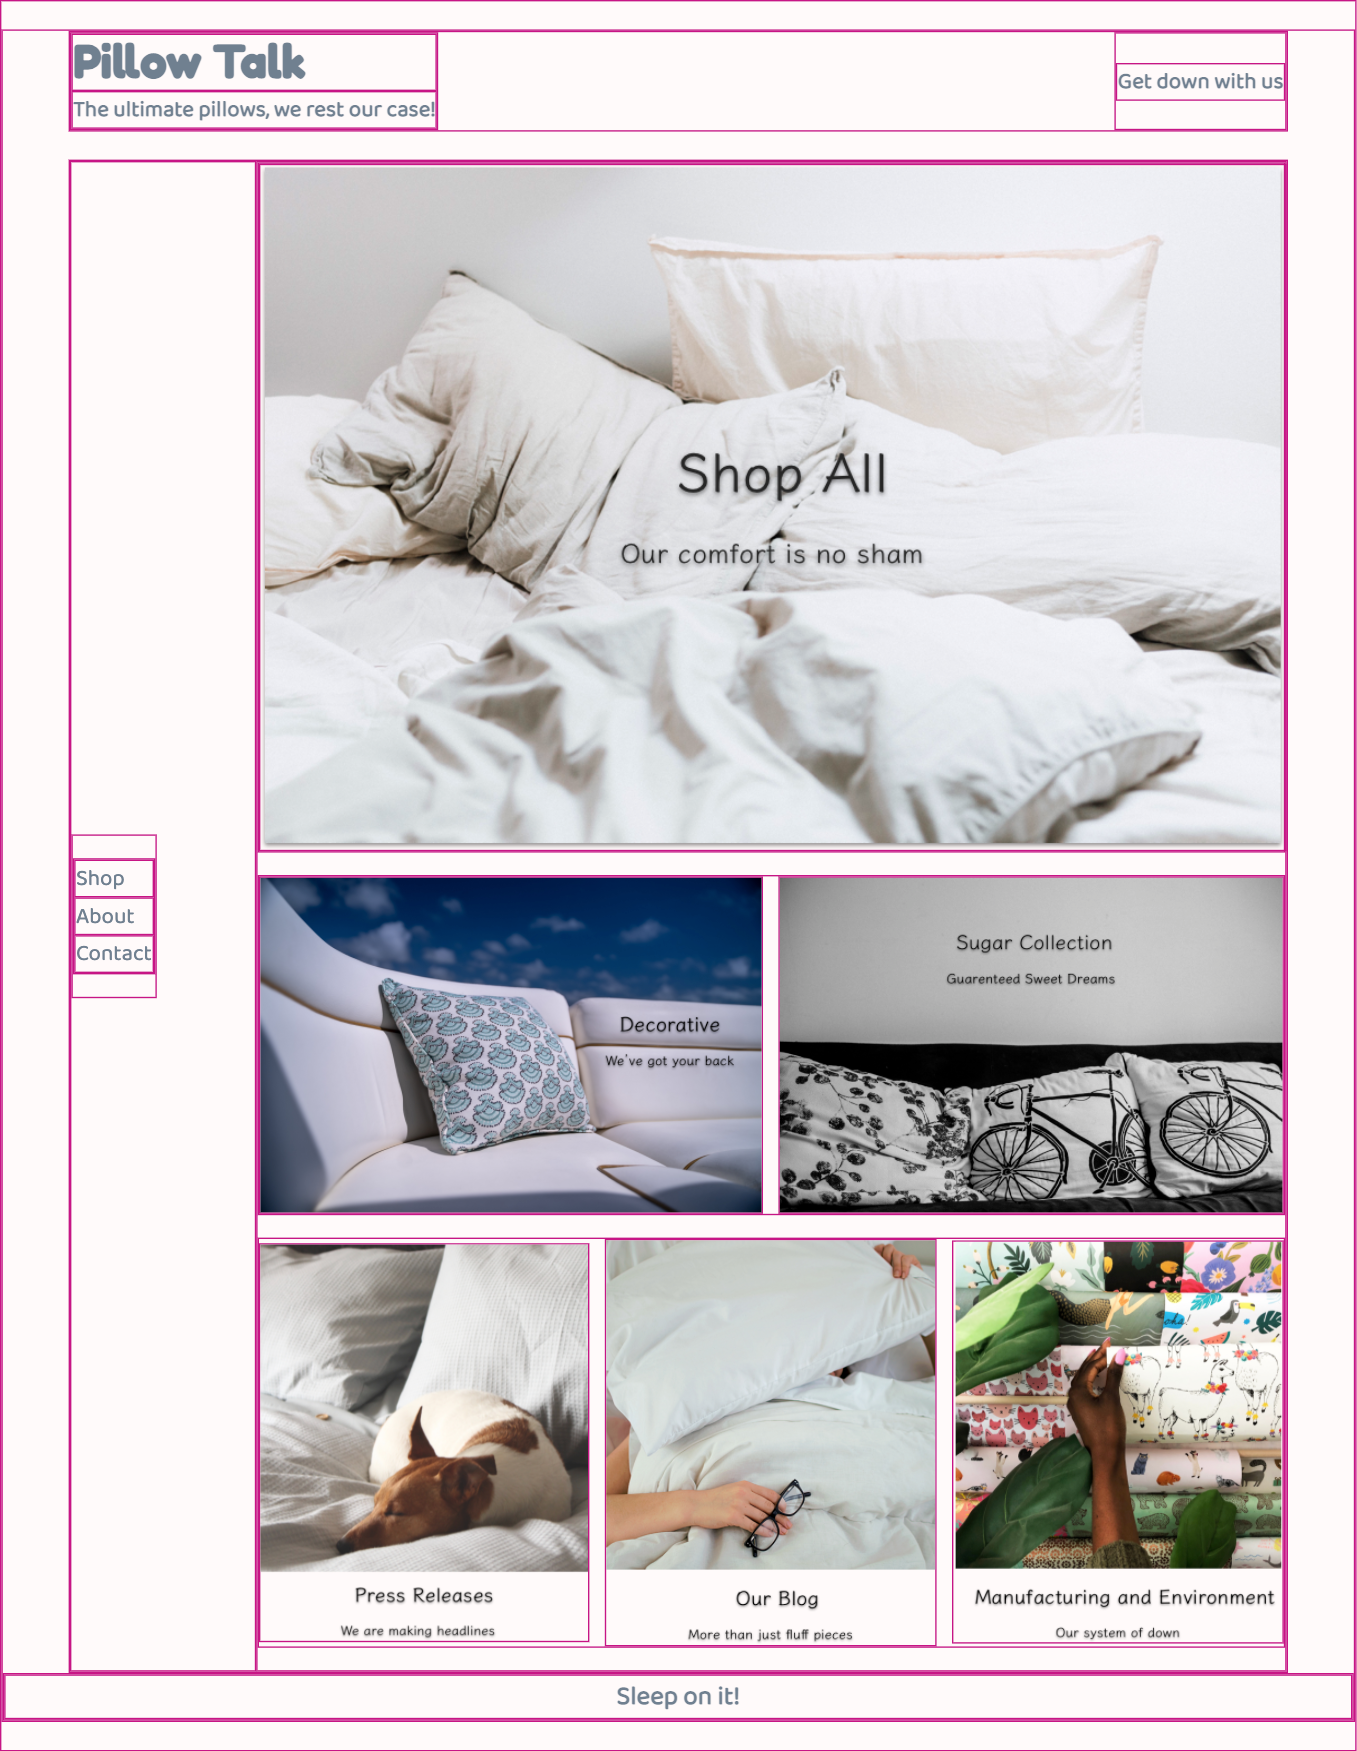 Pillow Talk
The ultimate pillows, we rest our case!
Get down with us
Shop All
Our comfort is no sham
Shop
About
Contact
Decorative
We've got your back
Sugar Collection
Guarenteed Sweet Dreams
Press Releases
We are making headlines
Our Blog
More than just fluff pieces
Manufacturing and Environment
Our system of down
Sleep on it!